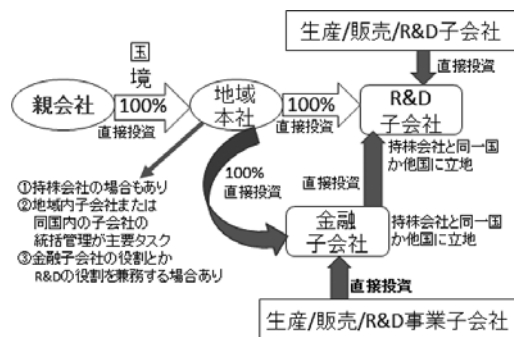 生産/販売/R&D子会社
国
境
直接投資
親会社
100%
直接投資
地域
本社
100%
直接投資
R&D
子会社
持株会社と同一国
か他国に立地
①持株会社の場合もあり
②地域内子会社または
同国内の子会社の
統括管理が主要タスク
③金融子会社の役割とか
R&Dの役割を兼務する場合あり
100%
直接投資
直接投資
金融
子会社
持株会社と同一国
か他国に立地
直接投資
生産/販売/R&D事業子会社